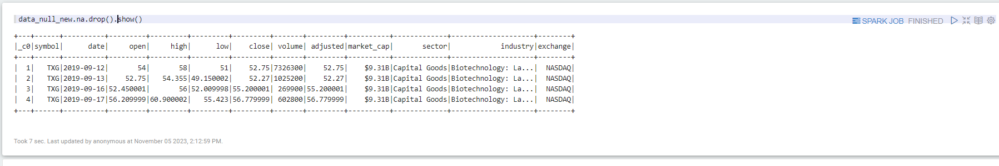 data_null_new.na.drop().show()
SPARK JOB FINISHED
+---+------+----------+---------+---------+---------+---------+-------+---------+----------+-------------+--------------------+--------+
|_c0|symbol|      date|     open|     high|      low|    close| volume| adjusted|market_cap|       sector|            industry|exchange|
+---+------+----------+---------+---------+---------+---------+-------+---------+----------+-------------+--------------------+--------+
|  1|   TXG|2019-09-12|       54|       58|       51|    52.75|7326300|    52.75|    $9.31B|Capital Goods|Biotechnology: La...|  NASDAQ|
|  2|   TXG|2019-09-13|    52.75|   54.355|49.150002|    52.27|1025200|    52.27|    $9.31B|Capital Goods|Biotechnology: La...|  NASDAQ|
|  3|   TXG|2019-09-16|52.450001|       56|52.009998|55.200001| 269900|55.200001|    $9.31B|Capital Goods|Biotechnology: La...|  NASDAQ|
|  4|   TXG|2019-09-17|56.209999|60.900002|   55.423|56.779999| 602800|56.779999|    $9.31B|Capital Goods|Biotechnology: La...|  NASDAQ|
+---+------+----------+---------+---------+---------+---------+-------+---------+----------+-------------+--------------------+--------+
Took 7 sec. Last updated by anonymous at November 05 2023, 2:12:59 PM.